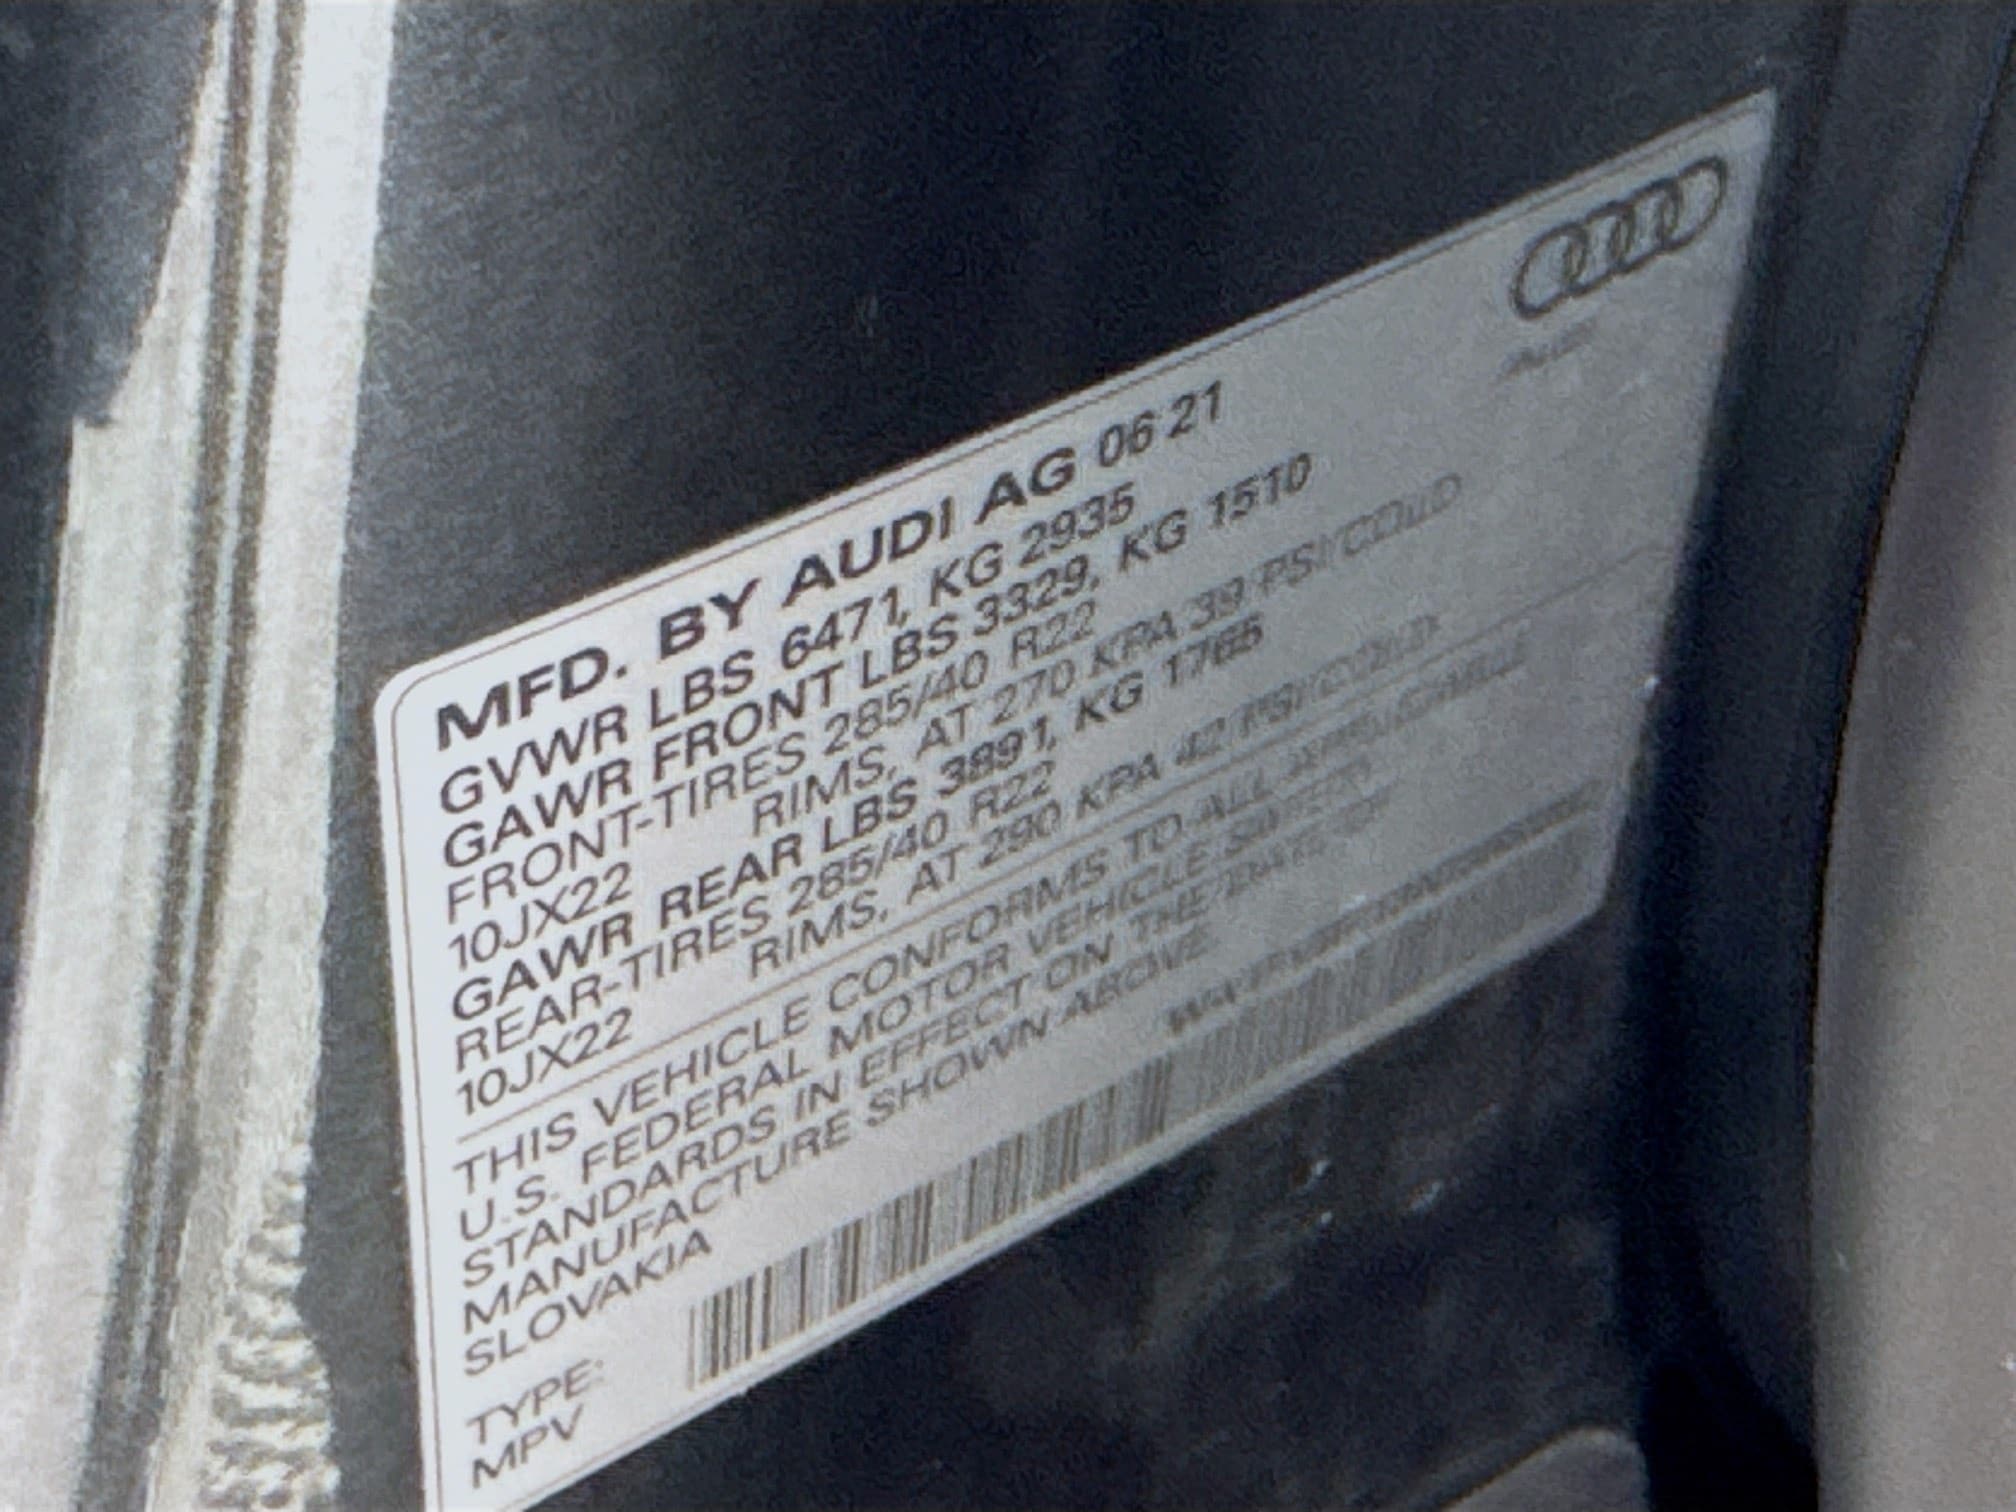 MFD. BY AUDI AG 06 21
GVWR LBS 6471, KG 2935
GAWR FRONT LBS 3329, KG 1510
FRONT-TIRES 285/40 R22
10JX22 RIMS, AT 270 KPA 39 PSI COLD
GAWR REAR LBS 3891, KG 1765
REAR-TIRES 285/40 R22
10JX22 RIMS, AT 290 KPA 42 PSI COLD
THIS VEHICLE CONFORMS TO ALL APPLICABLE
U.S. FEDERAL MOTOR VEHICLE SAFETY
STANDARDS IN EFFECT ON THE DATE OF
MANUFACTURE SHOWN ABOVE
SLOVAKIA
TYPE:
MPV